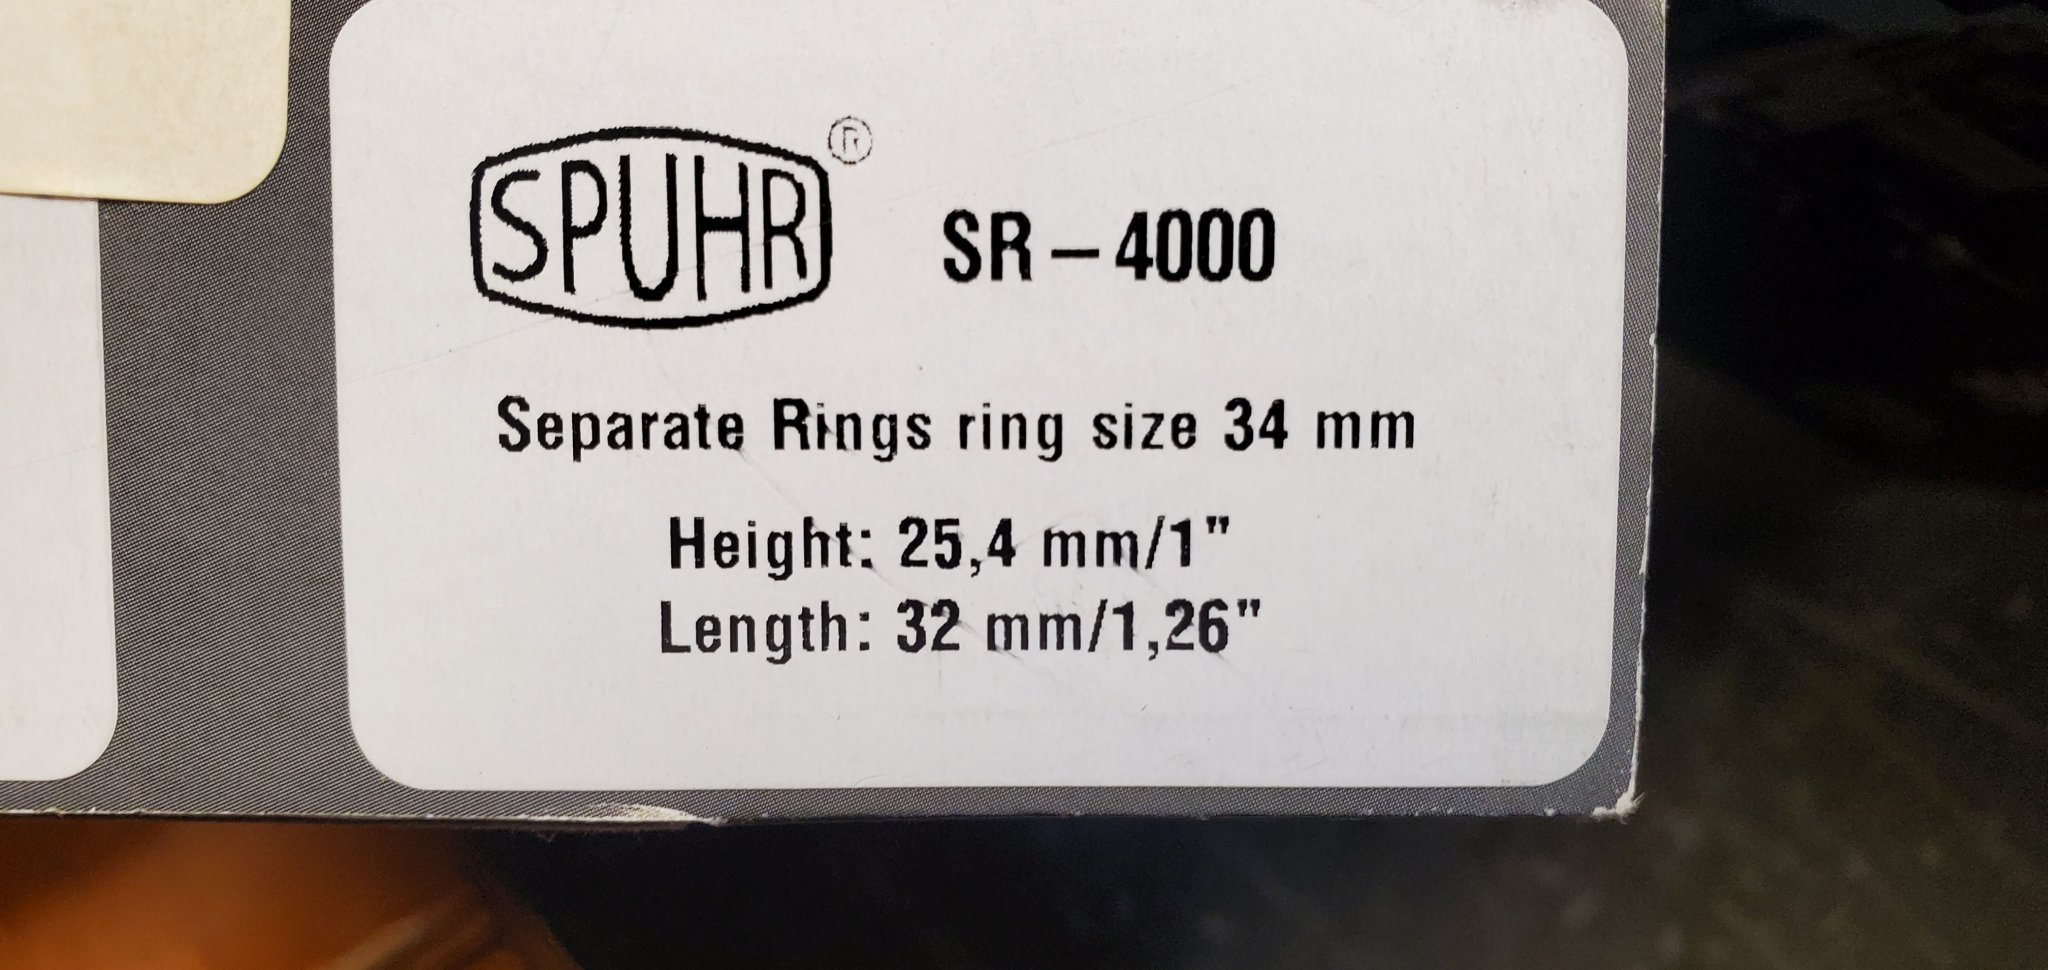 SPUHR® SR – 4000
Separate Rings ring size 34 mm
Height: 25,4 mm/1"
Length: 32 mm/1,26"